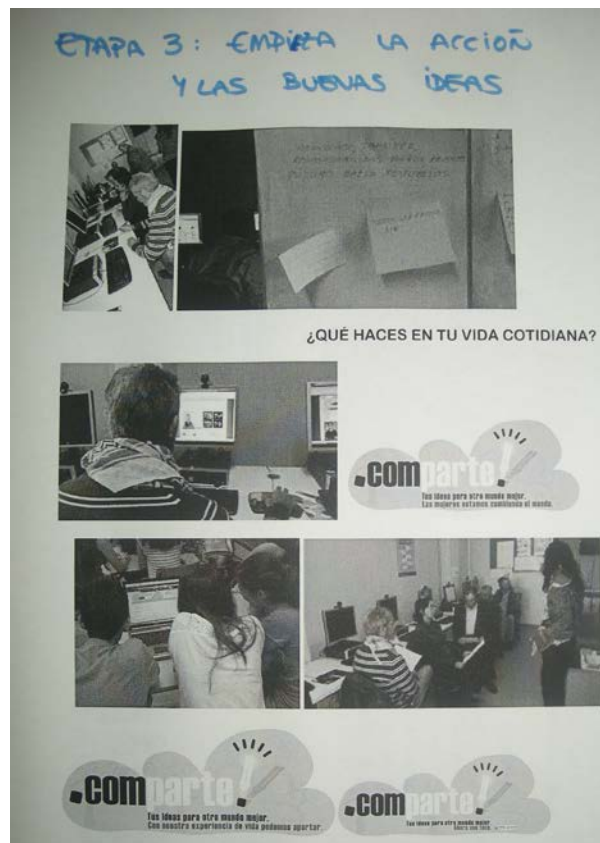 ETAPA 3: EMPIEZA LA ACCIOÑ
Y LAS BUENAS IDEAS
¿QUÉ HACES EN TU VIDA COTIDIANA?
.comparte!
Tus ideas para otro mundo mejor.
Las mujeres estamos cambiando el mundo.
.comparte!
Tus ideas para otro mundo mejor.
Con nuestra experiencia de vida podemos aportar.
.comparte!
Tus ideas para otro mundo mejor.